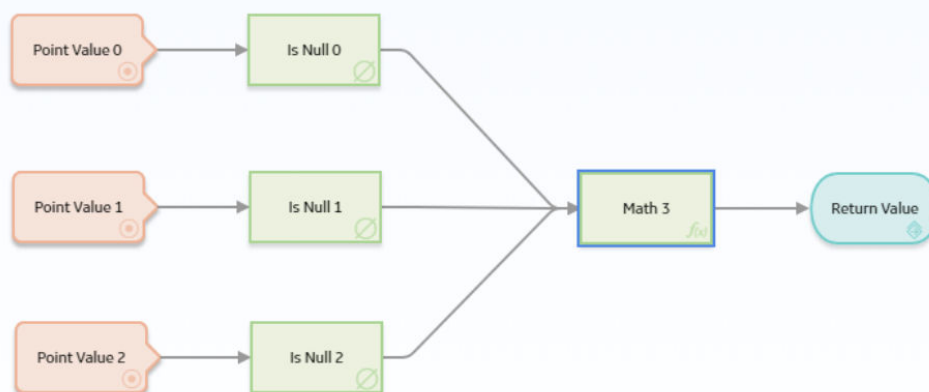 Point Value 0
Is Null 0
Point Value 1
Is Null 1
Math 3
f(x)
Return Value
Point Value 2
Is Null 2